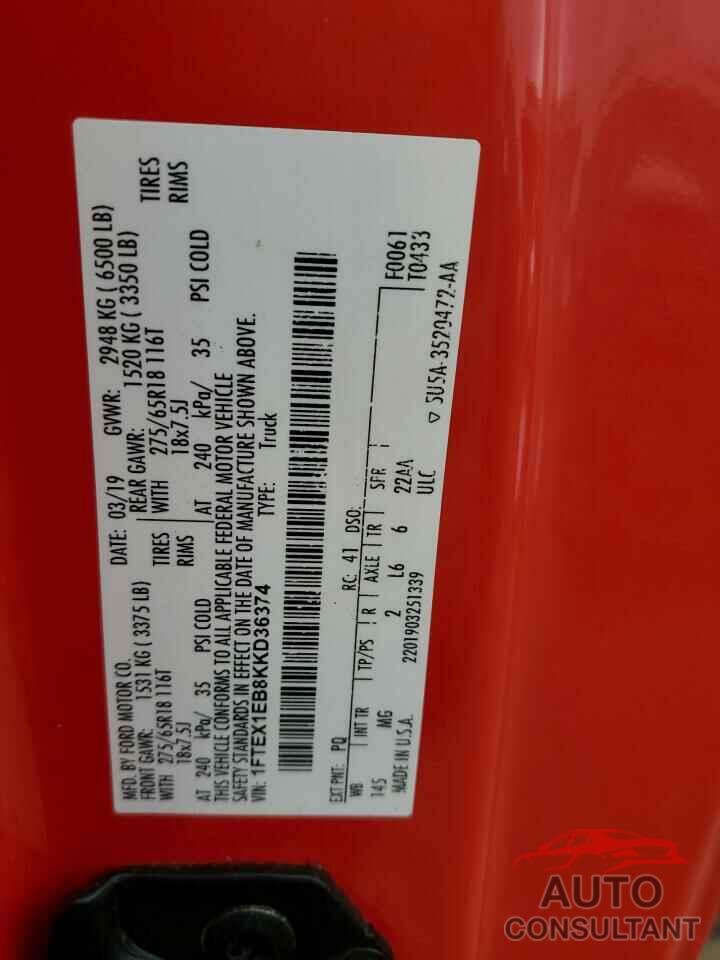 MFD. BY FORD MOTOR CO.
DATE: 03/19
GVWR: 2948 KG ( 6500 LB)
FRONT GAWR: 1531 KG ( 3375 LB)
REAR GAWR: 1520 KG ( 3350 LB)
WITH 275/65R18 116T TIRES
WITH 275/65R18 116T TIRES
18x7.5J RIMS
18x7.5J RIMS
AT 240 kPa/ 35 PSI COLD
AT 240 kPa/ 35 PSI COLD
THIS VEHICLE CONFORMS TO ALL APPLICABLE FEDERAL MOTOR VEHICLE
SAFETY STANDARDS IN EFFECT ON THE DATE OF MANUFACTURE SHOWN ABOVE.
VIN: 1FTEX1EB8KKD36374
TYPE: Truck
EXT PNT: PQ RC: 41 DSO: F0061
T0433
WB INT TR TP/PS R AXLE TR SPR
145 MG 2 L6 6 22AA
MADE IN U.S.A. 2201903251339 ULC
▽ SU5A-3520472-AA
AUTO
CONSULTANT